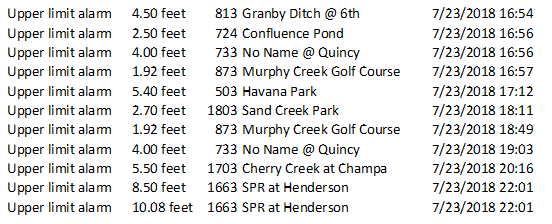 Upper limit alarm 4.50 feet 813 Granby Ditch @ 6th 7/23/2018 16:54
Upper limit alarm 2.50 feet 724 Confluence Pond 7/23/2018 16:56
Upper limit alarm 4.00 feet 733 No Name @ Quincy 7/23/2018 16:56
Upper limit alarm 1.92 feet 873 Murphy Creek Golf Course 7/23/2018 16:57
Upper limit alarm 5.40 feet 503 Havana Park 7/23/2018 17:12
Upper limit alarm 2.70 feet 1803 Sand Creek Park 7/23/2018 18:11
Upper limit alarm 1.92 feet 873 Murphy Creek Golf Course 7/23/2018 18:49
Upper limit alarm 4.00 feet 733 No Name @ Quincy 7/23/2018 19:03
Upper limit alarm 5.50 feet 1703 Cherry Creek at Champa 7/23/2018 20:16
Upper limit alarm 8.50 feet 1663 SPR at Henderson 7/23/2018 22:01
Upper limit alarm 10.08 feet 1663 SPR at Henderson 7/23/2018 22:01